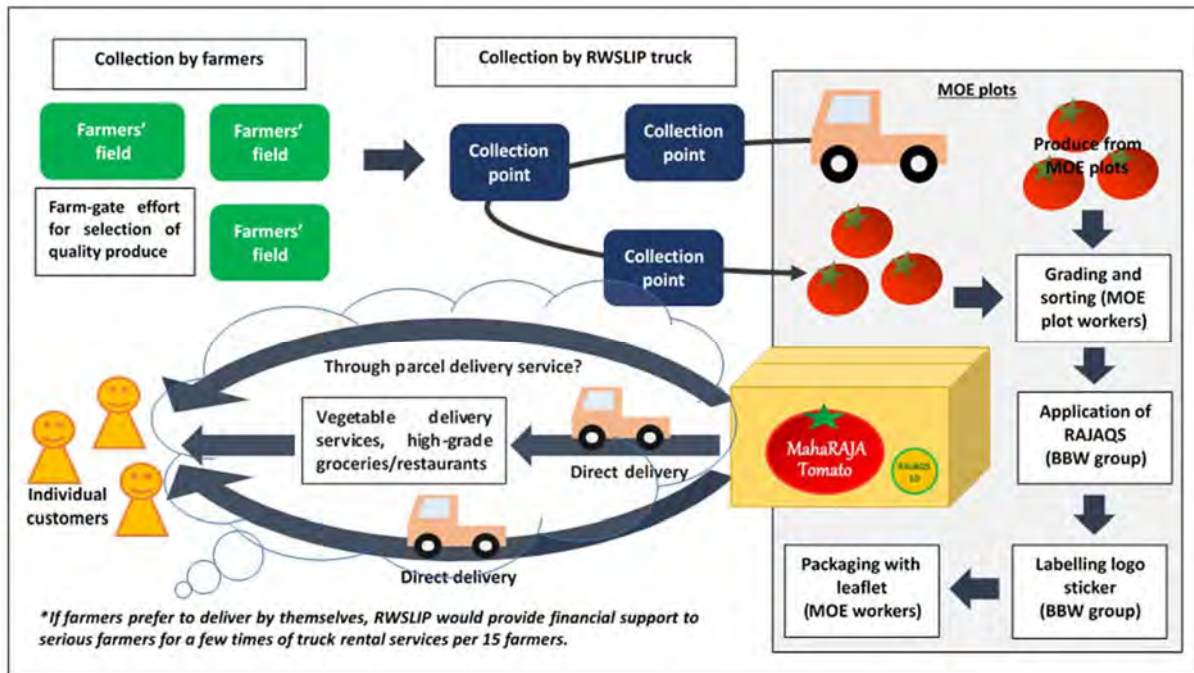 Collection by farmers
Collection by RWSLIP truck
MOE plots
Farmers'
field
Farmers'
field
Farmers'
field
Farm-gate effort
for selection of
quality produce
Collection
point
Collection
point
Collection
point
Produce from
MOE plots
Grading and
sorting (MOE
plot workers)
Application of
RAJAQS
(BBW group)
Labelling logo
sticker
(BBW group)
Packaging with
leaflet
(MOE workers)
MahaRAJA
Tomato
RAJAQS
Through parcel delivery service?
Vegetable delivery
services, high-grade
groceries/restaurants
Direct delivery
Direct delivery
Individual
customers
*If farmers prefer to deliver by themselves, RWSLIP would provide financial support to
serious farmers for a few times of truck rental services per 15 farmers.